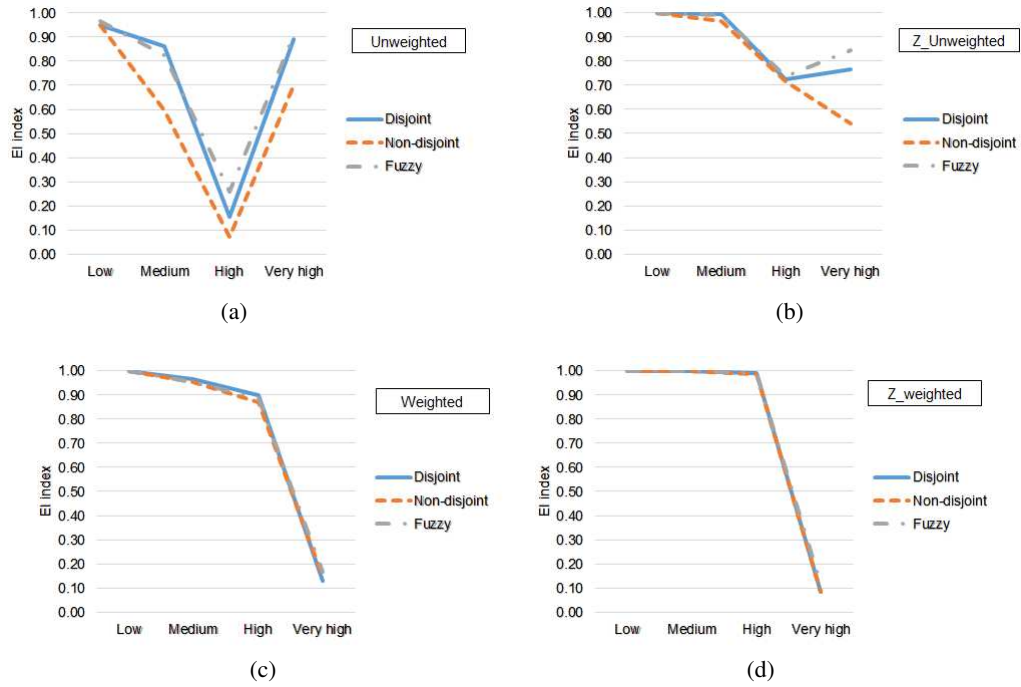 1.00
0.90
0.80
0.70
0.60
0.50
0.40
0.30
0.20
0.10
0.00
EI index
Low Medium High Very high
Unweighted
Disjoint
Non-disjoint
Fuzzy
(a)
1.00
0.90
0.80
0.70
0.60
0.50
0.40
0.30
0.20
0.10
0.00
EI index
Low Medium High Very high
Z_Unweighted
Disjoint
Non-disjoint
Fuzzy
(b)
1.00
0.90
0.80
0.70
0.60
0.50
0.40
0.30
0.20
0.10
0.00
EI index
Low Medium High Very high
Weighted
Disjoint
Non-disjoint
Fuzzy
(c)
1.00
0.90
0.80
0.70
0.60
0.50
0.40
0.30
0.20
0.10
0.00
EI index
Low Medium High Very high
Z_weighted
Disjoint
Non-disjoint
Fuzzy
(d)